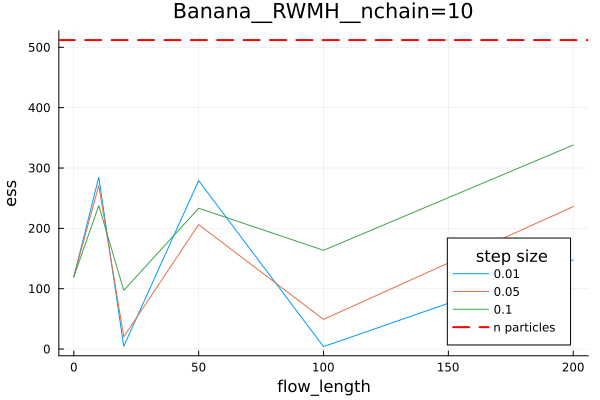 Banana__RWMH__nchain=10
ess
500
400
300
200
100
0
step size
0.01
0.05
0.1
n particles
0 50 100 150 200
flow_length